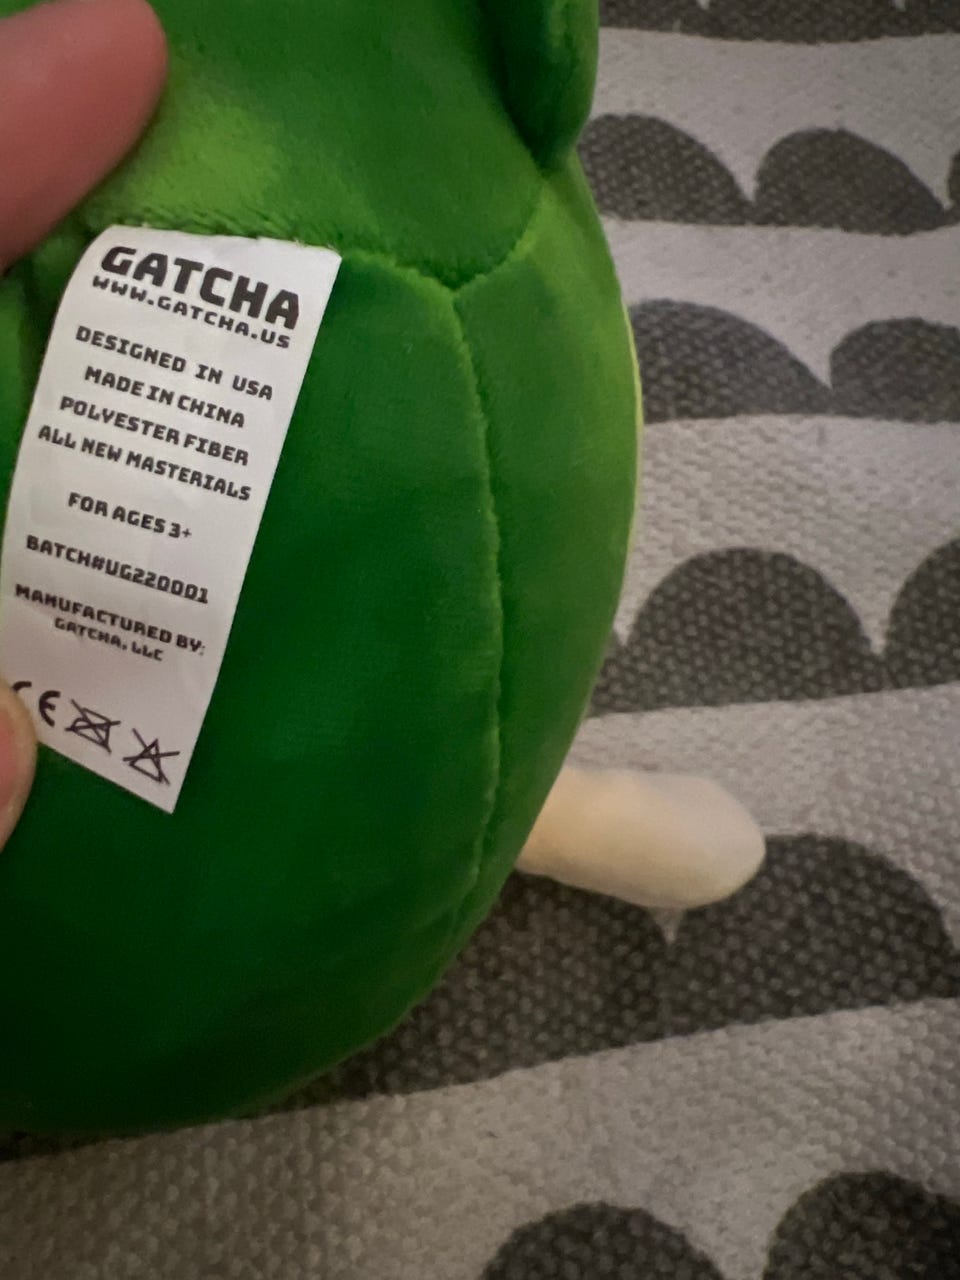 GATCHA
WWW.GATCHA.US
DESIGNED IN USA
MADE IN CHINA
POLYESTER FIBER
ALL NEW MASTERIALS
FOR AGES 3+
BATCH#UG220001
MANUFACTURED BY:
GATCHA, LLC
CE